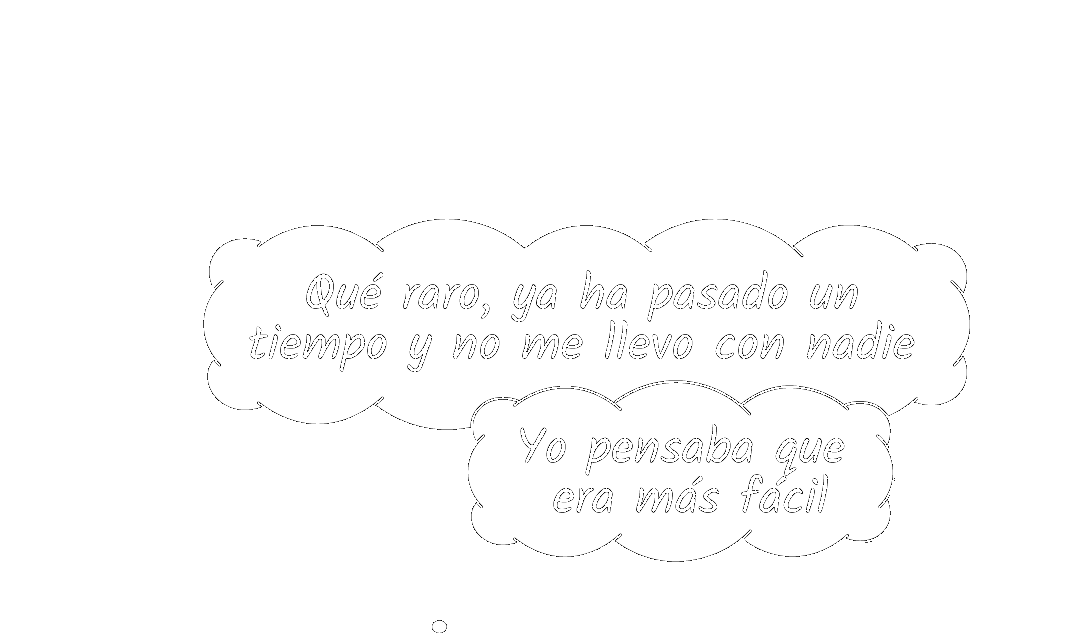 Qué raro, ya ha pasado un
tiempo y no me llevo con nadie
Yo pensaba que
era más fácil